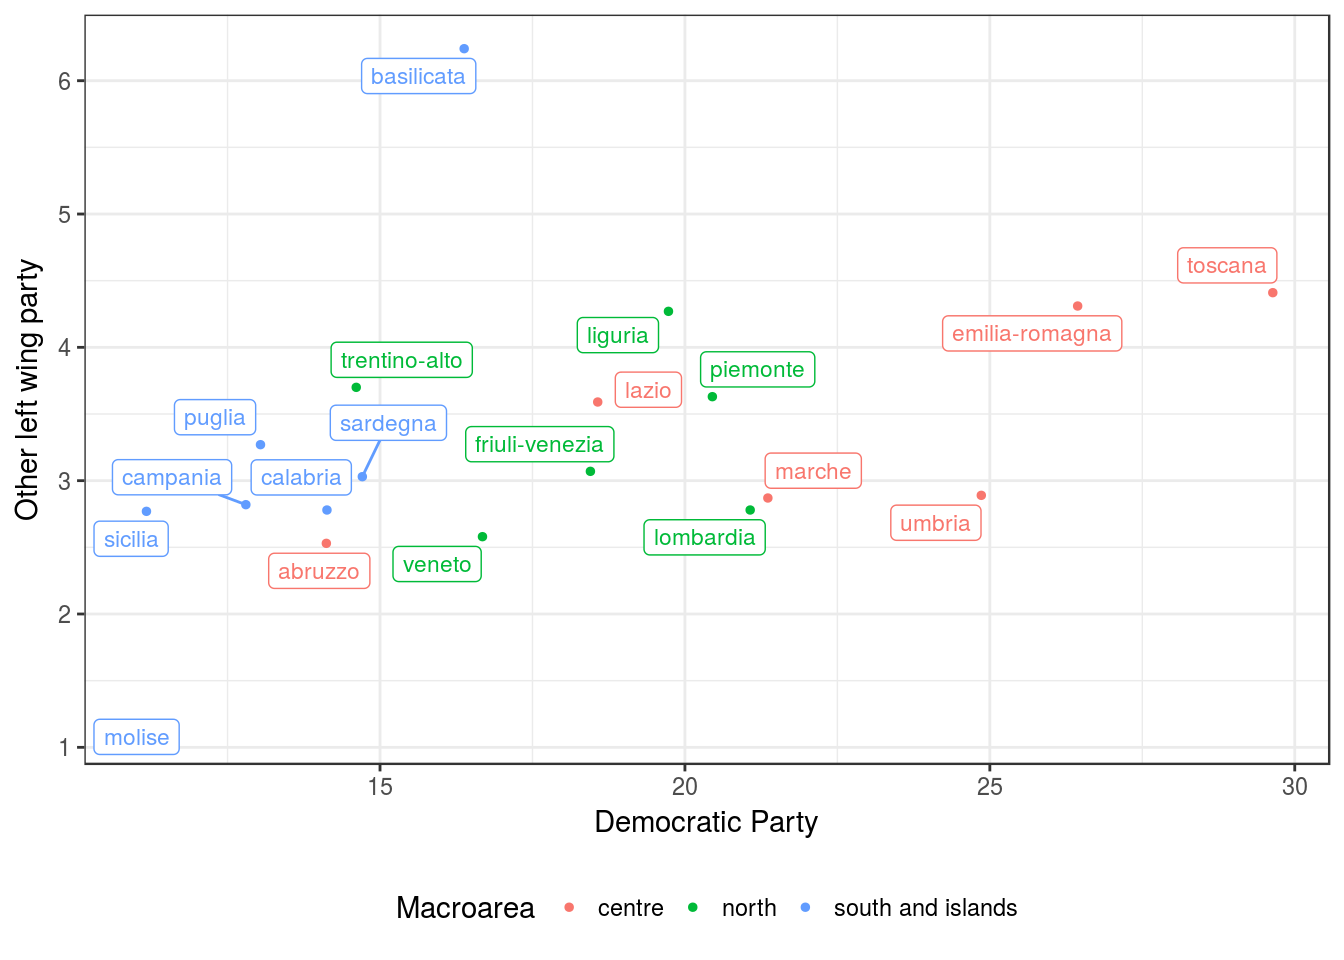 6
basilicata
5
toscana
emilia-romagna
liguria
4
trentino-alto
piemonte
lazio
puglia
sardegna
friuli-venezia
marche
campania
calabria
3
umbria
lombardia
sicilia
veneto
abruzzo
2
molise
1
Other left wing party
15
20
25
30
Democratic Party
Macroarea centre north south and islands